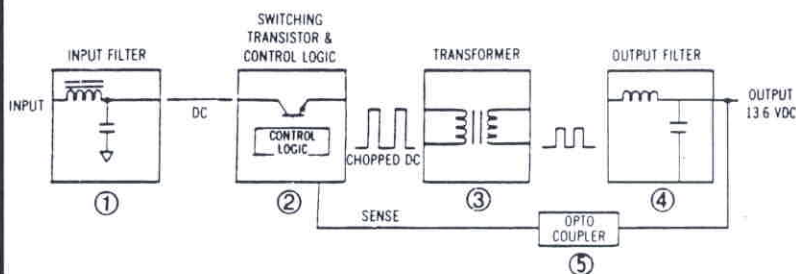 SWITCHING
TRANSISTOR &
CONTROL LOGIC
INPUT FILTER
TRANSFORMER
OUTPUT FILTER
INPUT
DC
CONTROL
LOGIC
CHOPPED DC
OUTPUT
13 6 VDC
1
2
3
4
SENSE
OPTO
COUPLER
5